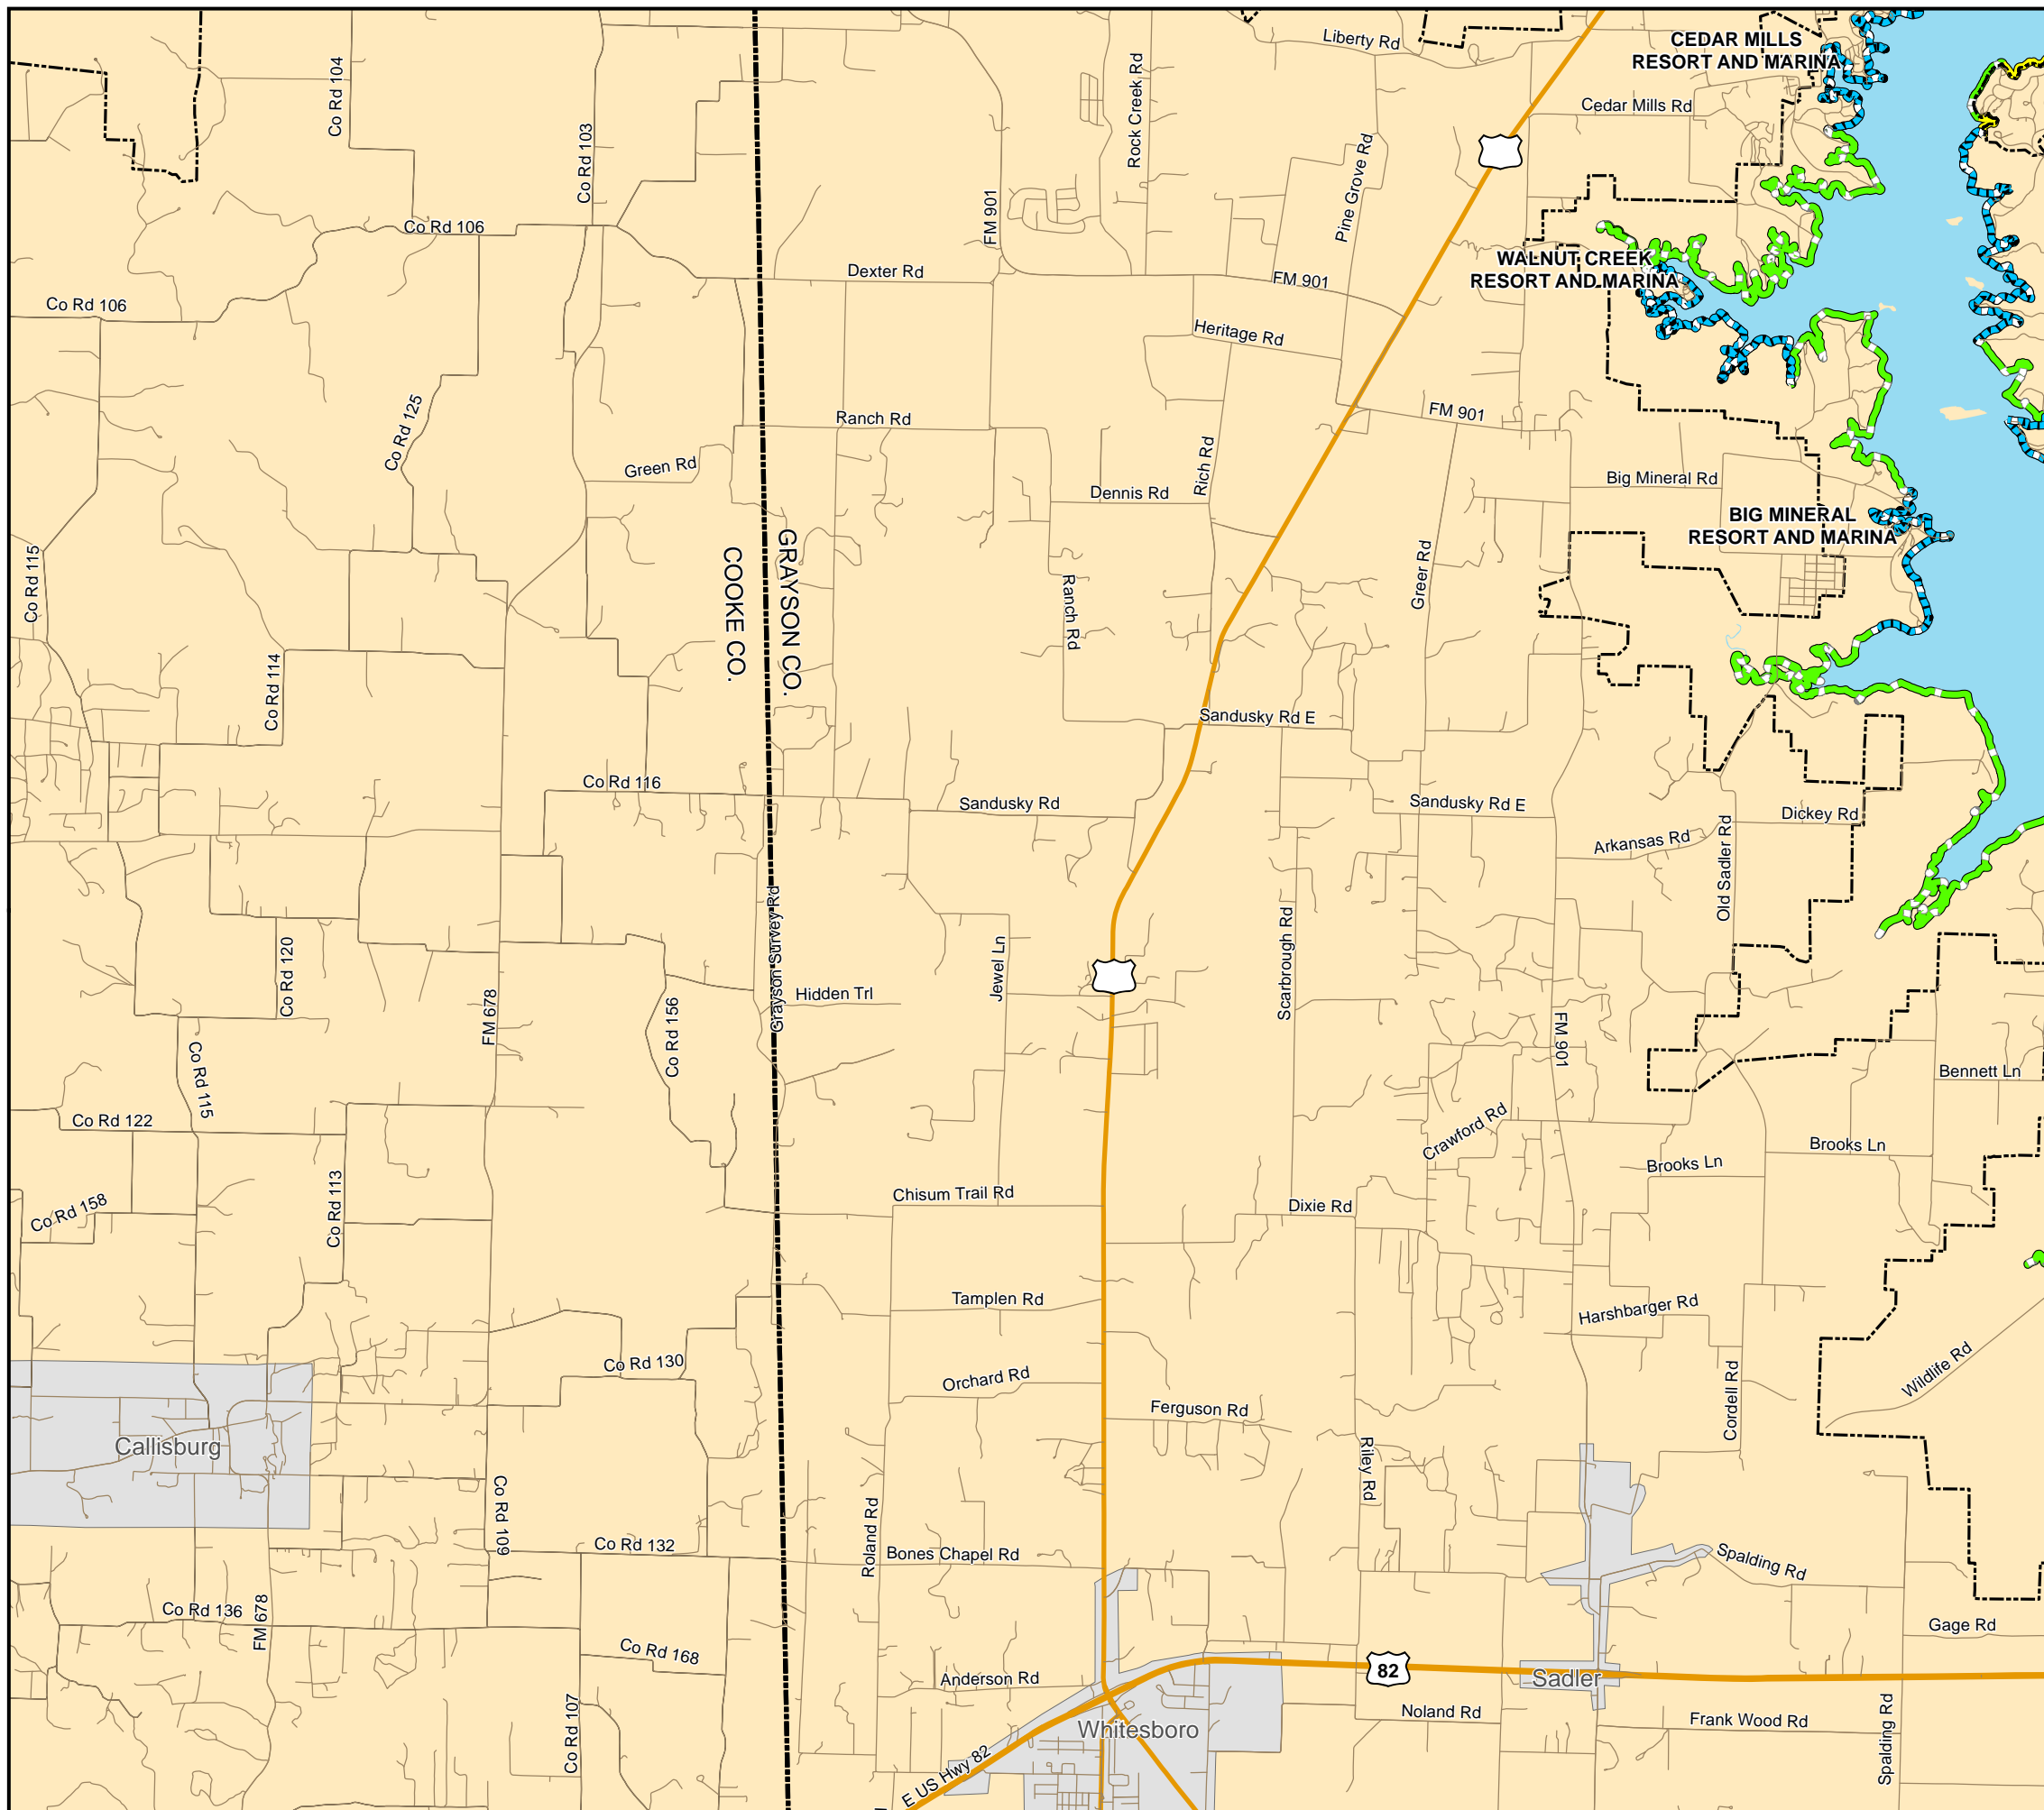 Liberty Rd
CEDAR MILLS
RESORT AND MARINA
Co Rd 104
Rock Creek Rd
Cedar Mills Rd
Co Rd 103
Pine Grove Rd
FM 901
Co Rd 106
WALNUT CREEK
RESORT AND MARINA
Dexter Rd
FM 901
Co Rd 106
Heritage Rd
Co Rd 125
Ranch Rd
FM 901
Green Rd
Rich Rd
Big Mineral Rd
Dennis Rd
BIG MINERAL
RESORT AND MARINA
Co Rd 115
COOKE CO.
GRAYSON CO.
Ranch Rd
Greer Rd
Co Rd 114
Sandusky Rd E
Co Rd 116
Sandusky Rd
Sandusky Rd E
Dickey Rd
Arkansas Rd
Old Sadler Rd
Grayson Survey Rd
Scarbrough Rd
Co Rd 120
Jewel Ln
FM 678
Co Rd 156
Hidden Trl
FM 901
Co Rd 115
Bennett Ln
Co Rd 122
Crawford Rd
Brooks Ln
Brooks Ln
Co Rd 158
Co Rd 113
Chisum Trail Rd
Dixie Rd
Tamplen Rd
Harshbarger Rd
Co Rd 130
Orchard Rd
Wildlife Rd
Cordell Rd
Ferguson Rd
Callisburg
Riley Rd
Co Rd 109
Roland Rd
Co Rd 132
Bones Chapel Rd
Spalding Rd
Co Rd 136
FM 678
Gage Rd
Co Rd 168
82
Anderson Rd
Sadler
Co Rd 107
Noland Rd
Frank Wood Rd
Spalding Rd
Whitesboro
E US Hwy 82